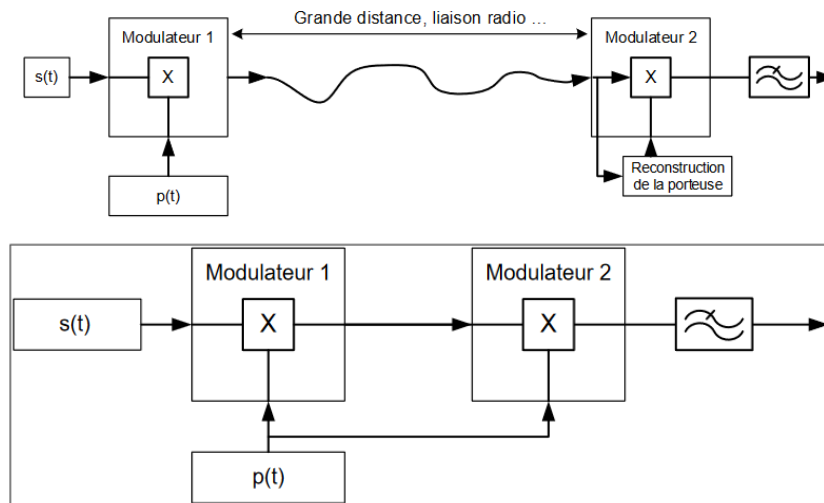 Grande distance, liaison radio ...
Modulateur 1
Modulateur 2
s(t)
X
X
p(t)
Reconstruction
de la porteuse
Modulateur 1
Modulateur 2
s(t)
X
X
p(t)